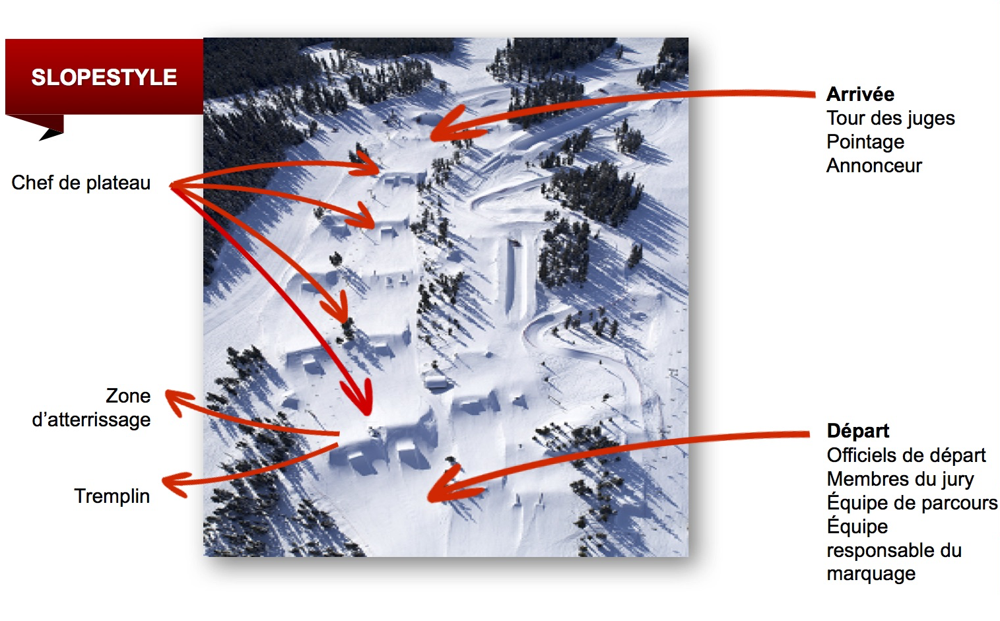 SLOPESTYLE
Chef de plateau
Zone
d’atterrissage
Tremplin
Arrivée
Tour des juges
Pointage
Annonceur
Départ
Officiels de départ
Membres du jury
Équipe de parcours
Équipe
responsable du
marquage